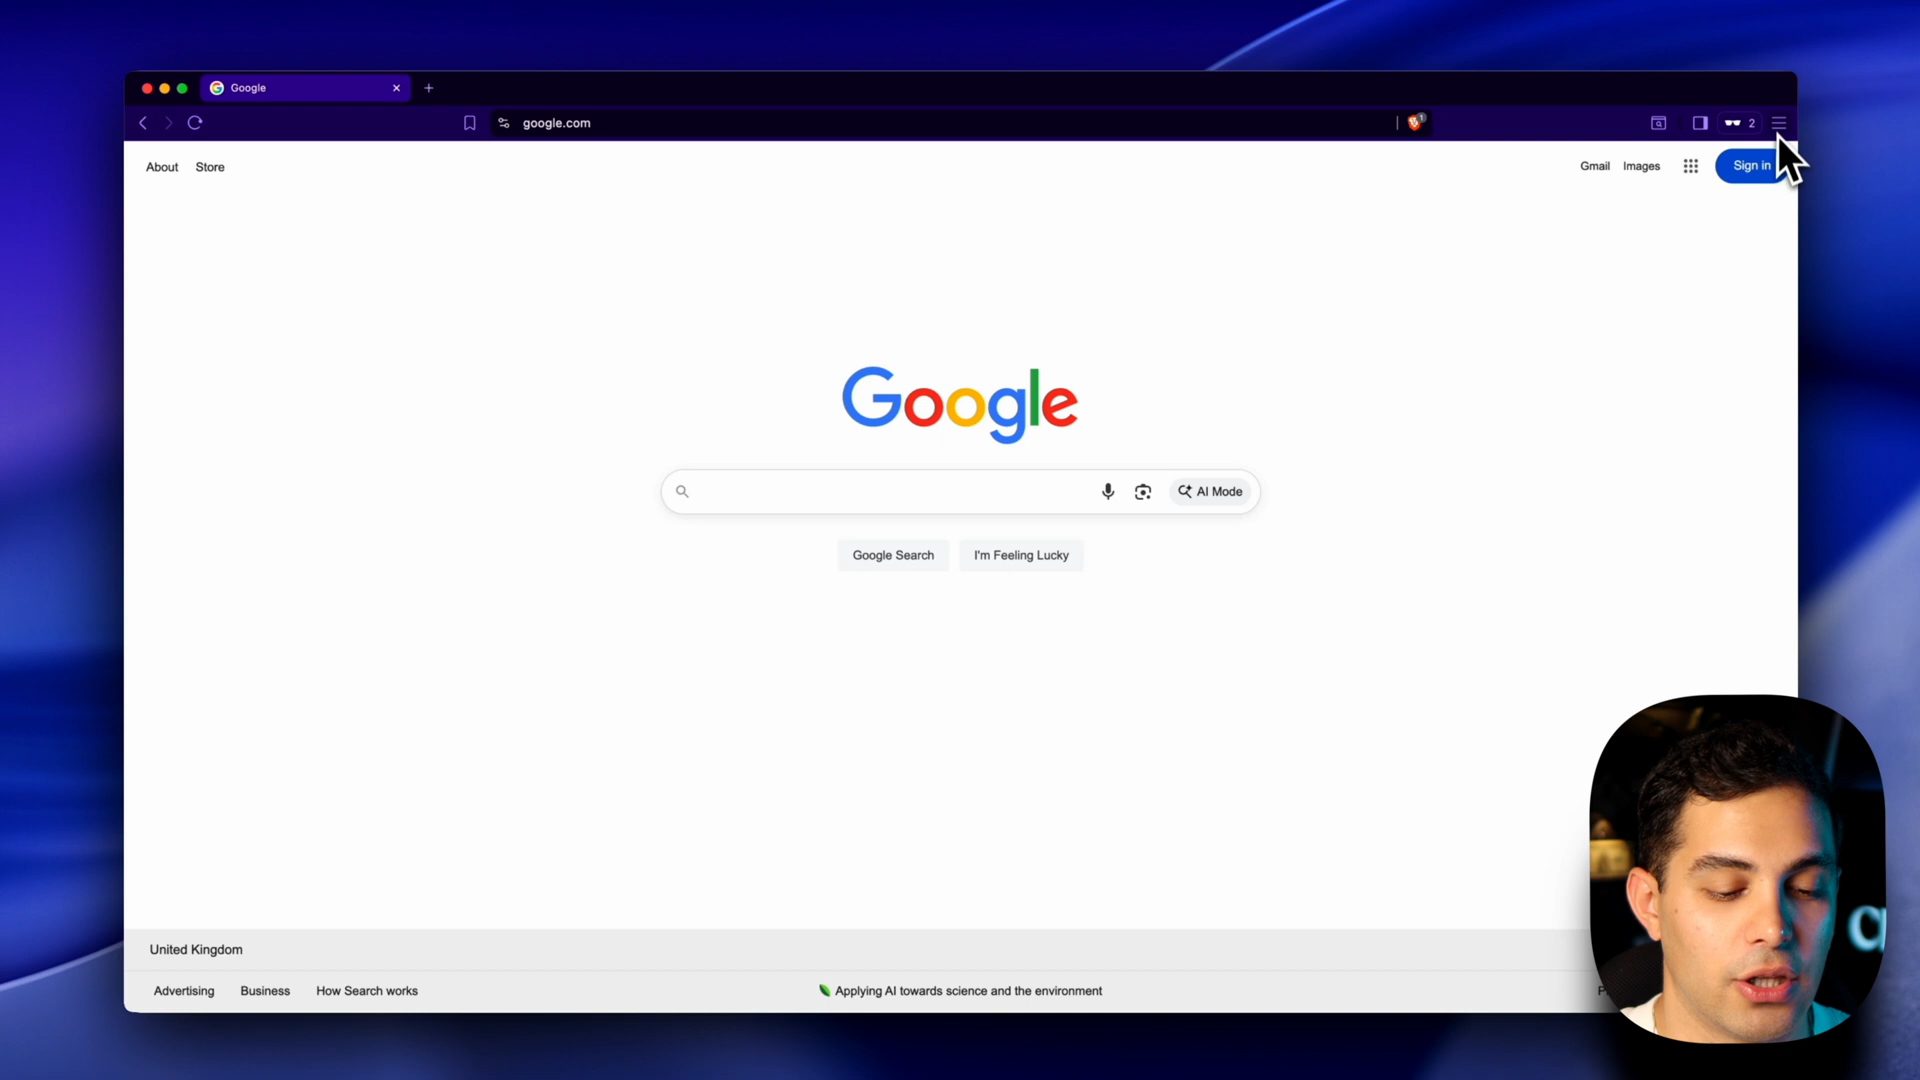 Google
google.com
2
About
Store
Gmail
Images
Sign in
Google
AI Mode
Google Search
I'm Feeling Lucky
United Kingdom
Advertising
Business
How Search works
Applying AI towards science and the environment